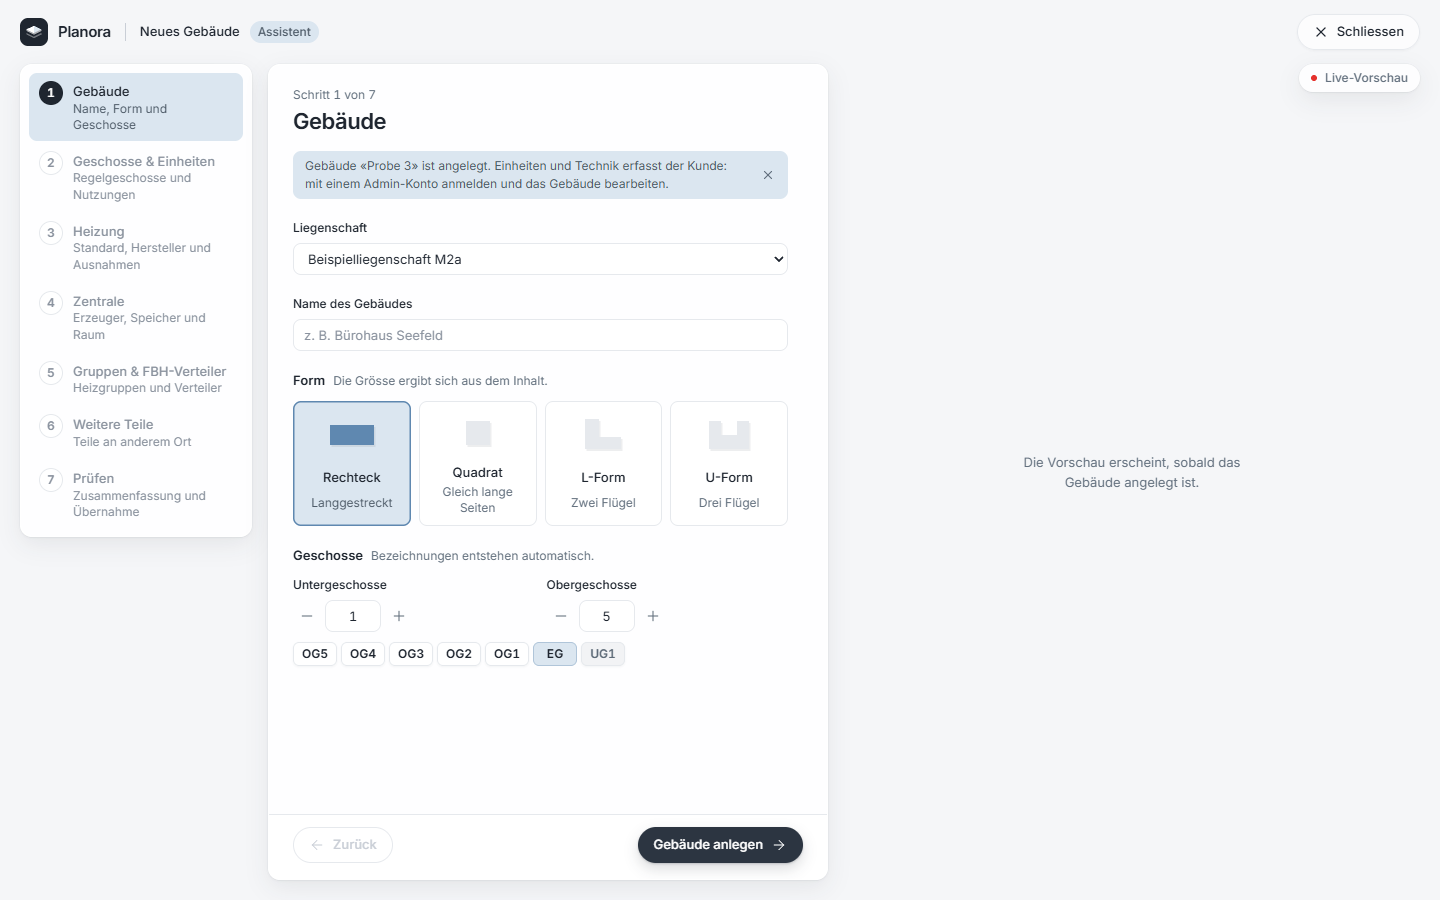 Planora
Neues Gebäude
Assistent
Schliessen
1
Gebäude
Name, Form und
Geschosse
2
Geschosse & Einheiten
Regelgeschosse und
Nutzungen
3
Heizung
Standard, Hersteller und
Ausnahmen
4
Zentrale
Erzeuger, Speicher und
Raum
5
Gruppen & FBH-Verteiler
Heizgruppen und Verteiler
6
Weitere Teile
Teile an anderem Ort
7
Prüfen
Zusammenfassung und
Übernahme
Schritt 1 von 7
Gebäude
Gebäude «Probe 3» ist angelegt. Einheiten und Technik erfasst der Kunde:
mit einem Admin-Konto anmelden und das Gebäude bearbeiten.
Liegenschaft
Beispielliegenschaft M2a
Name des Gebäudes
z. B. Bürohaus Seefeld
Form Die Grösse ergibt sich aus dem Inhalt.
Rechteck
Langgestreckt
Quadrat
Gleich lange
Seiten
L-Form
Zwei Flügel
U-Form
Drei Flügel
Geschosse Bezeichnungen entstehen automatisch.
Untergeschosse
1
Obergeschosse
5
OG5 OG4 OG3 OG2 OG1 EG UG1
Zurück
Gebäude anlegen
Live-Vorschau
Die Vorschau erscheint, sobald das
Gebäude angelegt ist.